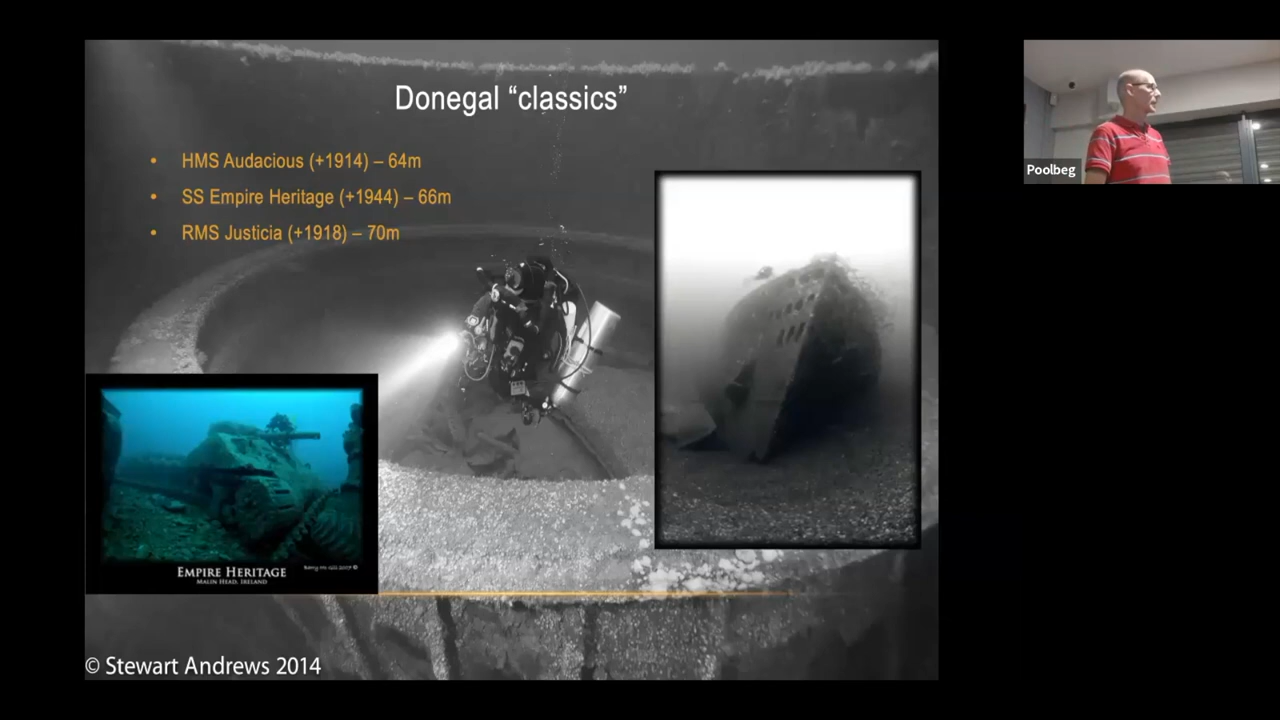 Donegal “classics”
• HMS Audacious (+1914) – 64m
• SS Empire Heritage (+1944) – 66m
• RMS Justicia (+1918) – 70m
Poolbeg
EMPIRE HERITAGE
MALIN HEAD, IRELAND
© Stewart Andrews 2014